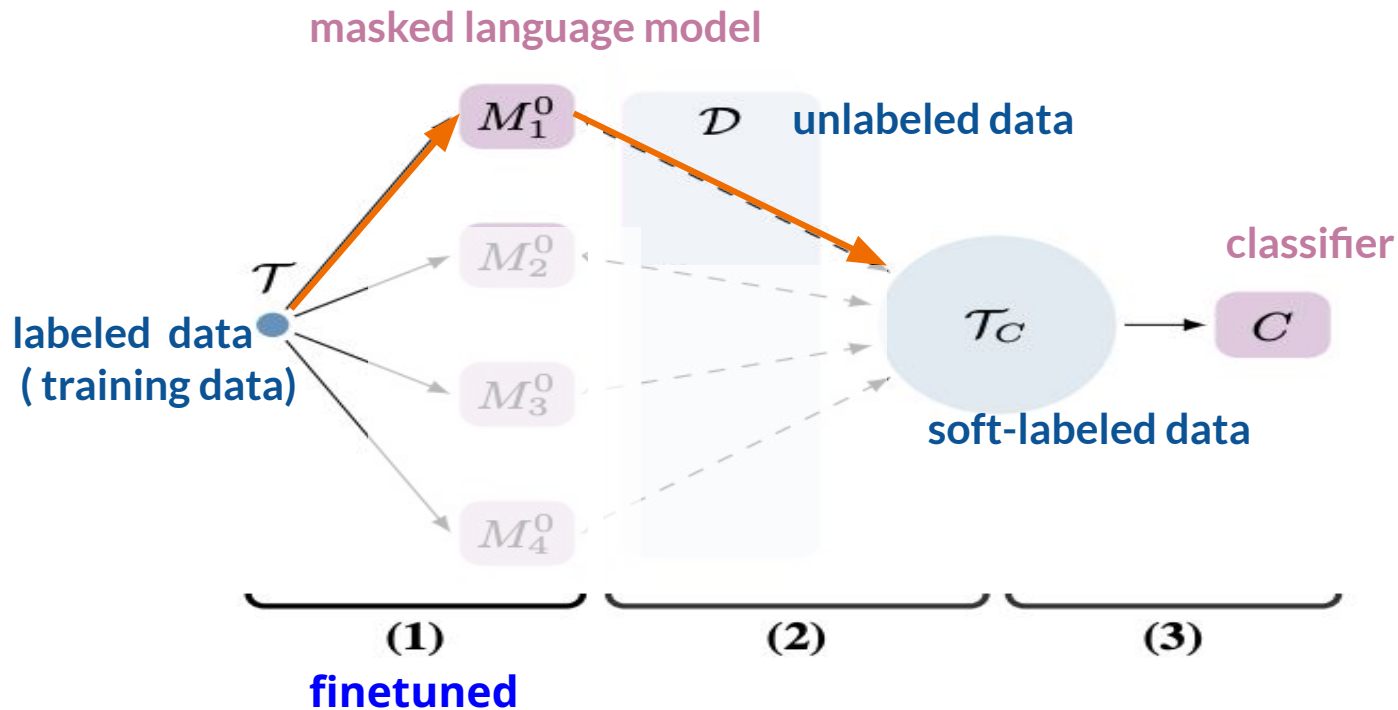 masked language model
M₁⁰
𝒟
unlabeled data
M₂⁰
classifier
𝒯
labeled data
( training data)
𝒯_C
C
M₃⁰
soft-labeled data
M₄⁰
(1)
(2)
(3)
finetuned